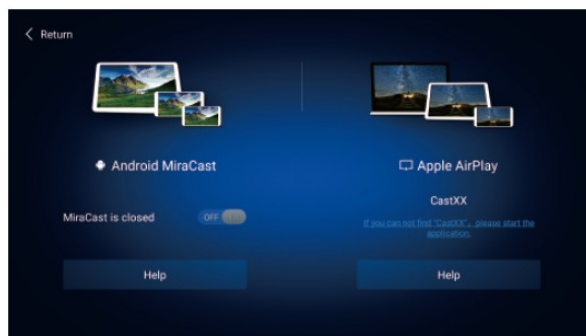 Return
Android MiraCast
MiraCast is closed
OFF
Help
Apple AirPlay
CastXX
If you can not find "CastXX", please start the
application.
Help